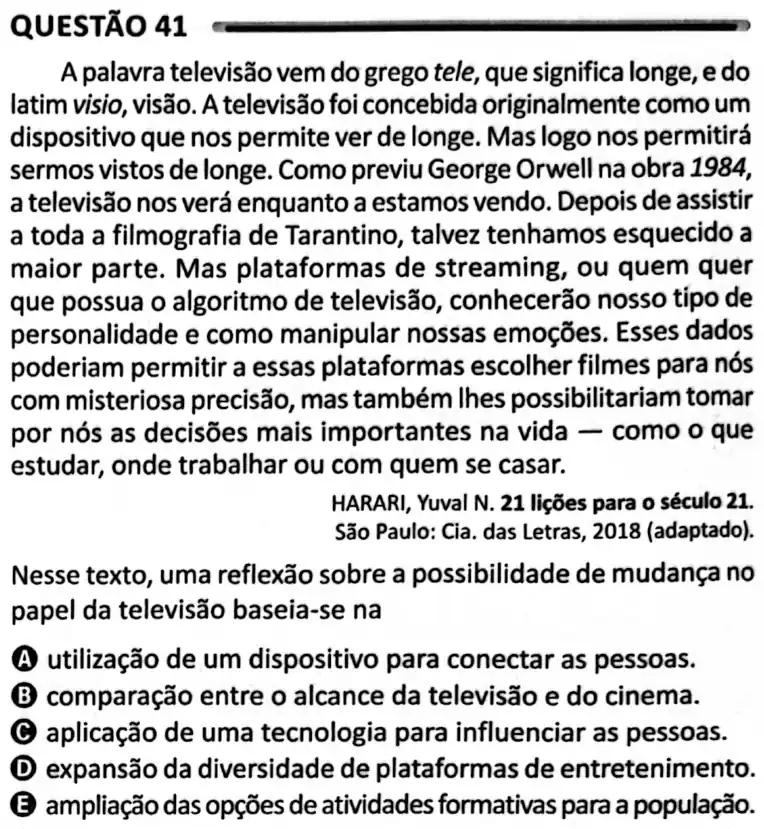 QUESTÃO 41
A palavra televisão vem do grego tele, que significa longe, e do
latim visio, visão. A televisão foi concebida originalmente como um
dispositivo que nos permite ver de longe. Mas logo nos permitirá
sermos vistos de longe. Como previu George Orwell na obra 1984,
a televisão nos verá enquanto a estamos vendo. Depois de assistir
a toda a filmografia de Tarantino, talvez tenhamos esquecido a
maior parte. Mas plataformas de streaming, ou quem quer
que possua o algoritmo de televisão, conhecerão nosso tipo de
personalidade e como manipular nossas emoções. Esses dados
poderiam permitir a essas plataformas escolher filmes para nós
com misteriosa precisão, mas também lhes possibilitariam tomar
por nós as decisões mais importantes na vida — como o que
estudar, onde trabalhar ou com quem se casar.
HARARI, Yuval N. 21 lições para o século 21.
São Paulo: Cia. das Letras, 2018 (adaptado).
Nesse texto, uma reflexão sobre a possibilidade de mudança no
papel da televisão baseia-se na
A utilização de um dispositivo para conectar as pessoas.
B comparação entre o alcance da televisão e do cinema.
C aplicação de uma tecnologia para influenciar as pessoas.
D expansão da diversidade de plataformas de entretenimento.
E ampliação das opções de atividades formativas para a população.